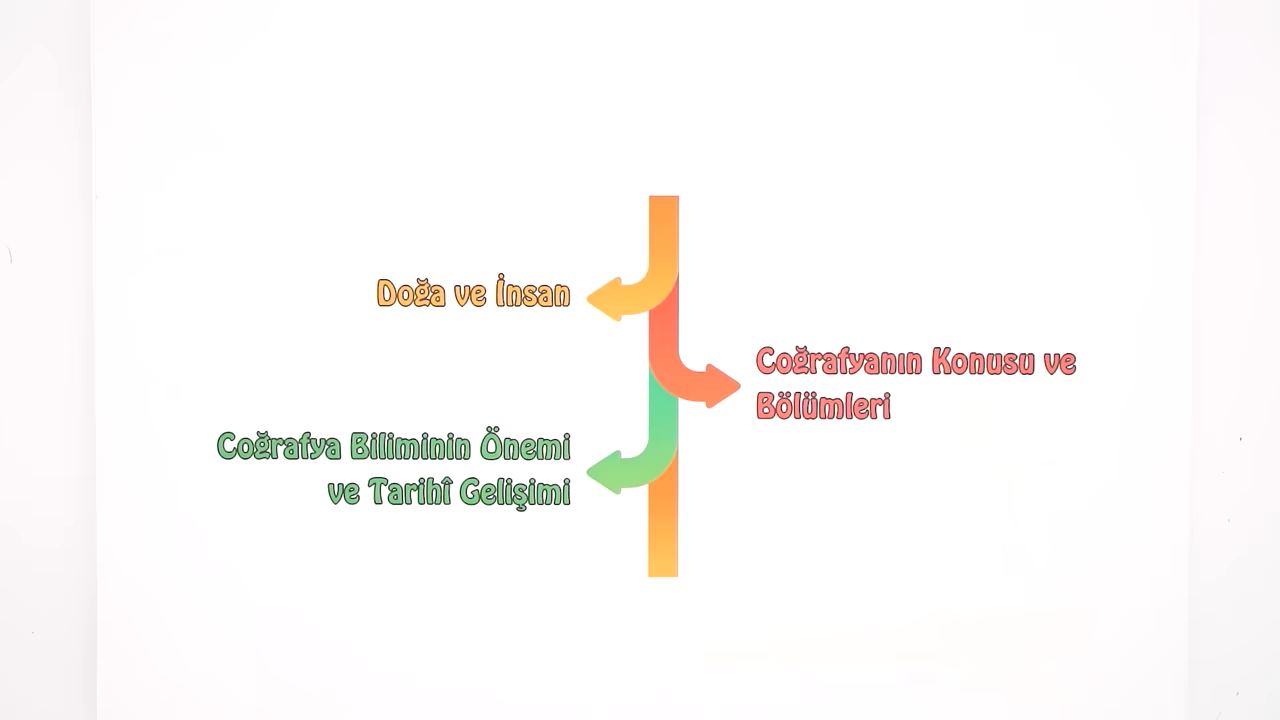 Doğa ve İnsan
Coğrafyanın Konusu ve
Bölümleri
Coğrafya Biliminin Önemi
ve Tarihî Gelişimi